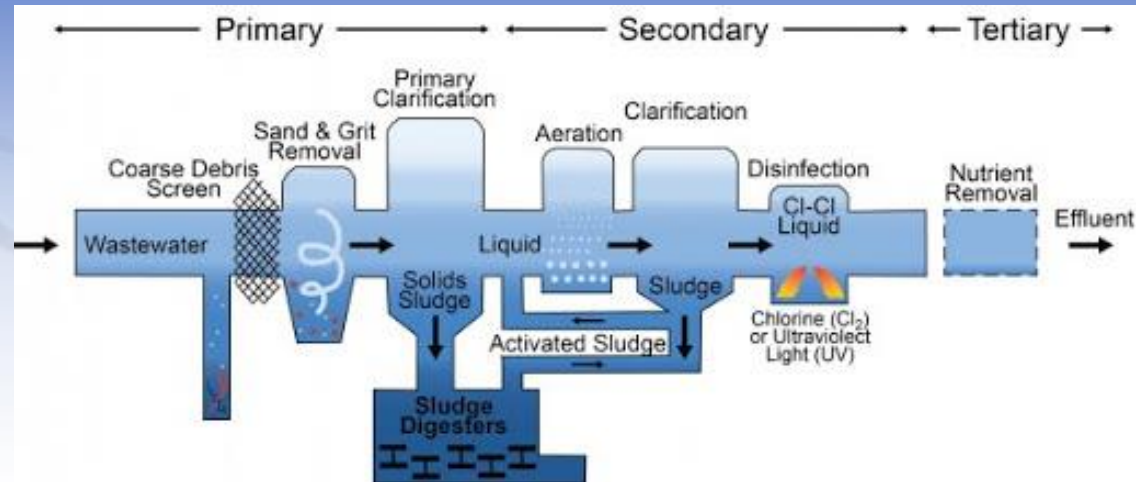 Primary
Secondary
Tertiary
Coarse Debris
Screen
Sand & Grit
Removal
Primary
Clarification
Aeration
Clarification
Disinfection
Nutrient
Removal
Wastewater
Liquid
Cl-Cl
Liquid
Effluent
Solids
Sludge
Sludge
Activated Sludge
Chlorine (Cl₂)
or Ultraviolect
Light (UV)
Sludge
Digesters